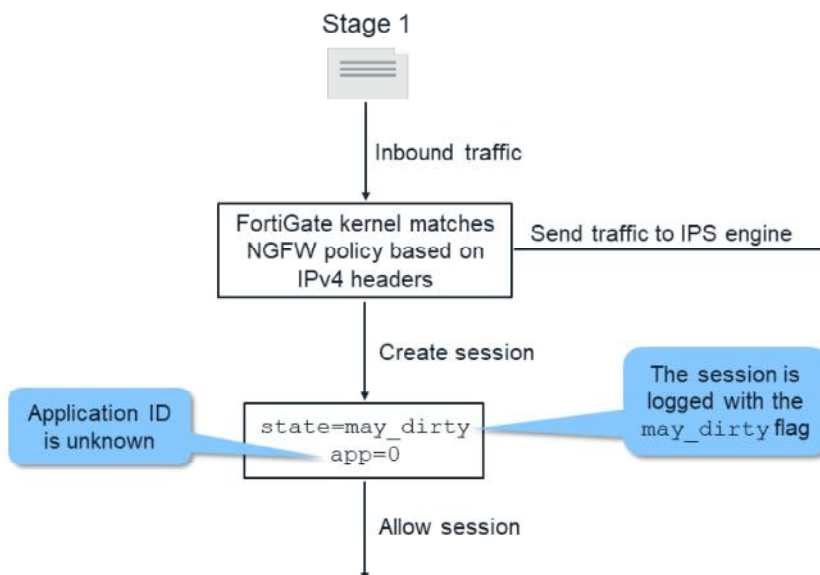 Stage 1
Inbound traffic
FortiGate kernel matches
NGFW policy based on
IPv4 headers
Send traffic to IPS engine
Create session
Application ID
is unknown
state=may_dirty
app=0
The session is
logged with the
may_dirty flag
Allow session